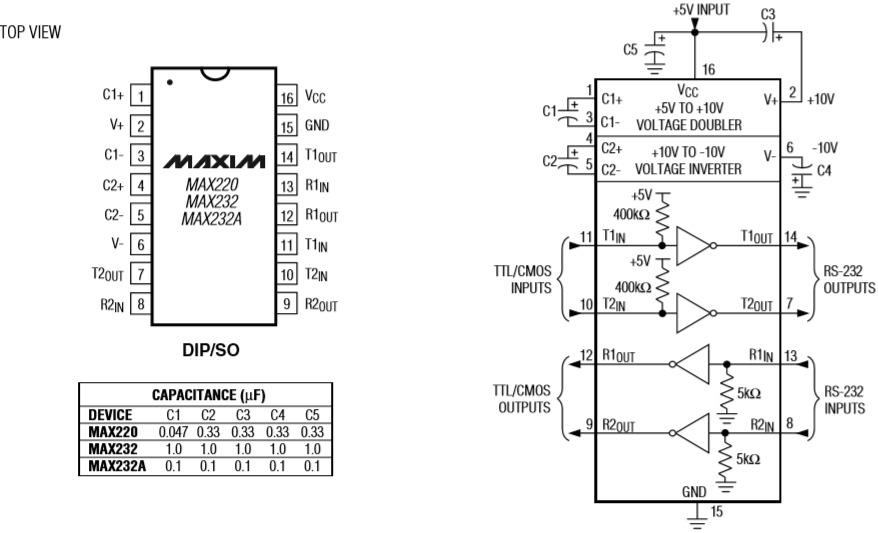 TOP VIEW
C1+ 1
V+ 2
C1- 3
C2+ 4
C2- 5
V- 6
T2OUT 7
R2IN 8
MAXIM
MAX220
MAX232
MAX232A
16 VCC
15 GND
14 T1OUT
13 R1IN
12 R1OUT
11 T1IN
10 T2IN
9 R2OUT
DIP/SO
CAPACITANCE (μF)
DEVICE C1 C2 C3 C4 C5
MAX220 0.047 0.33 0.33 0.33 0.33
MAX232 1.0 1.0 1.0 1.0 1.0
MAX232A 0.1 0.1 0.1 0.1 0.1
+5V INPUT
C3
C5
+
+
16
1
C1+
VCC
V+
2
+10V
C1
+
+5V TO +10V
3
C1-
VOLTAGE DOUBLER
4
C2+
+10V TO -10V
V-
6
-10V
C2
+
5
C2-
VOLTAGE INVERTER
+
C4
+5V
400kΩ
11
T1IN
T1OUT
14
+5V
TTL/CMOS
INPUTS
400kΩ
RS-232
OUTPUTS
10
T2IN
T2OUT
7
12
R1OUT
R1IN
13
TTL/CMOS
OUTPUTS
5kΩ
RS-232
INPUTS
9
R2OUT
R2IN
8
5kΩ
GND
15